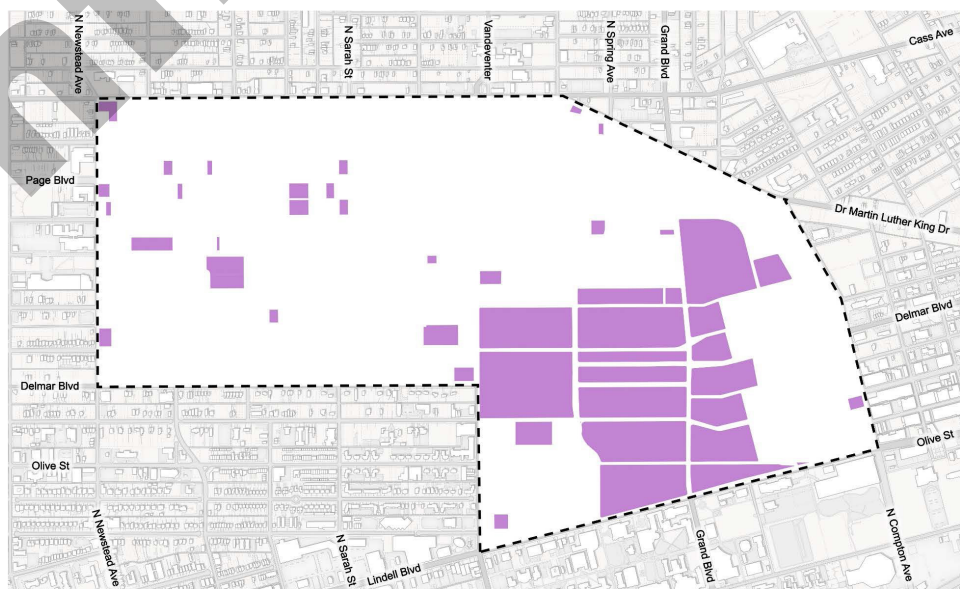 N Newstead Ave
N Sarah St
Vandeventer
N Spring Ave
Grand Blvd
Cass Ave
Page Blvd
Dr Martin Luther King Dr
Delmar Blvd
Delmar Blvd
Olive St
Olive St
N Newstead Ave
N Sarah St
Lindell Blvd
Grand Blvd
N Compton Ave